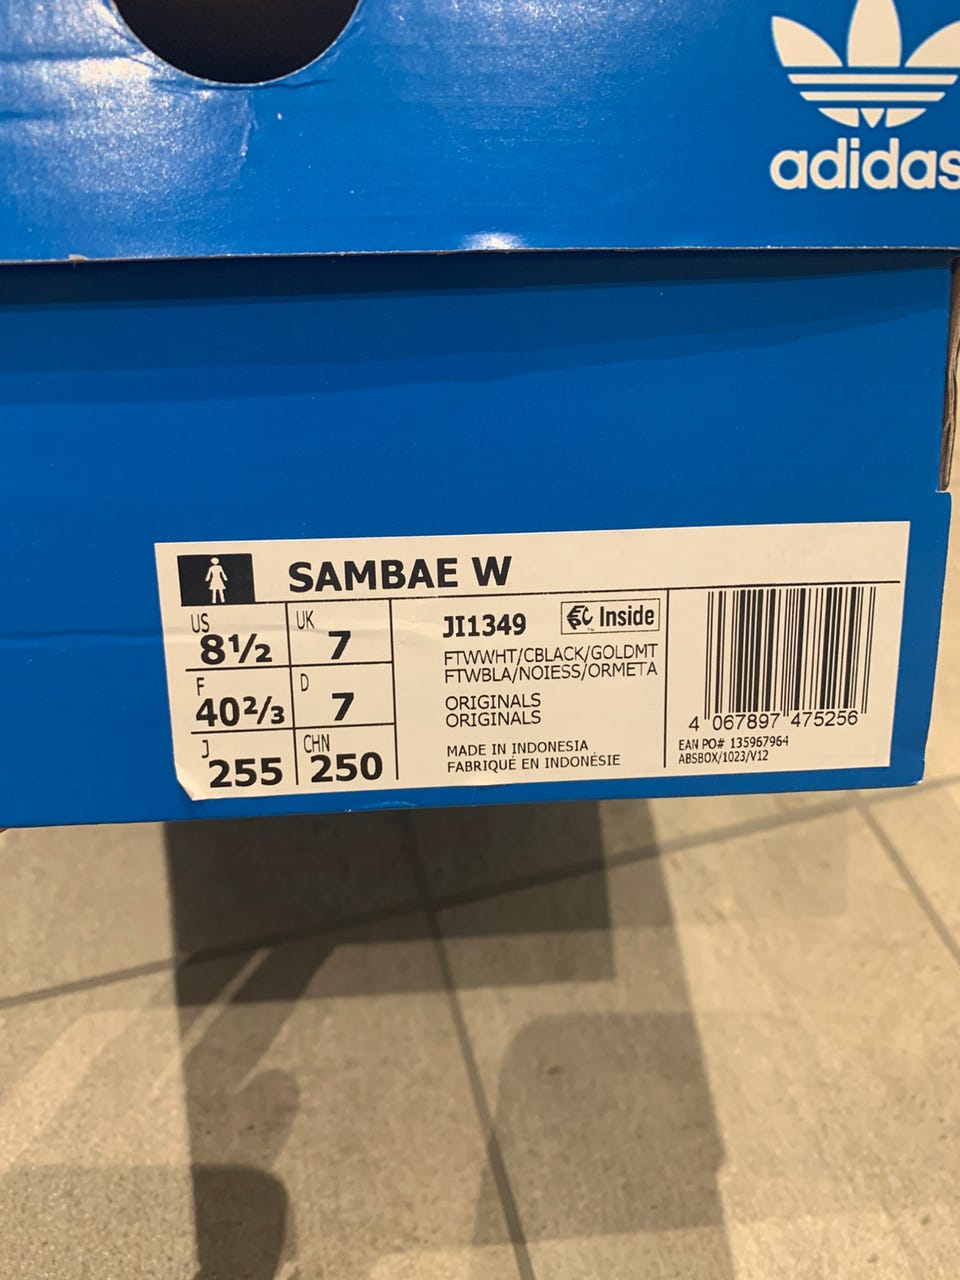 adidas
SAMBAE W
US
8½
UK
7
F
40⅔
D
7
J
255
CHN
250
JI1349
Inside
FTWWHT/CBLACK/GOLDMT
FTWBLA/NOIESS/ORMETA
ORIGINALS
ORIGINALS
MADE IN INDONESIA
FABRIQUÉ EN INDONÉSIE
4 067897 475256
EAN PO# 135967964
ABSBOX/1023/V12